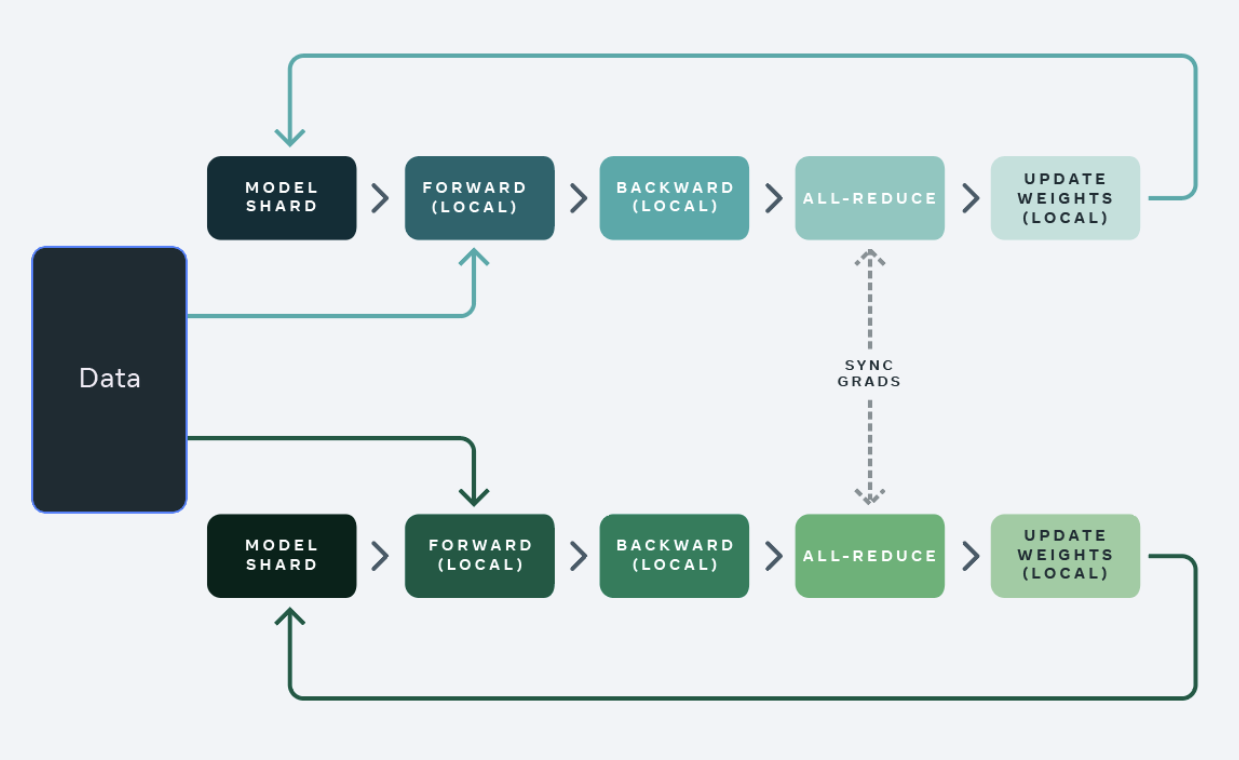 MODEL
SHARD
FORWARD
(LOCAL)
BACKWARD
(LOCAL)
ALL-REDUCE
UPDATE
WEIGHTS
(LOCAL)
Data
SYNC
GRADS
MODEL
SHARD
FORWARD
(LOCAL)
BACKWARD
(LOCAL)
ALL-REDUCE
UPDATE
WEIGHTS
(LOCAL)